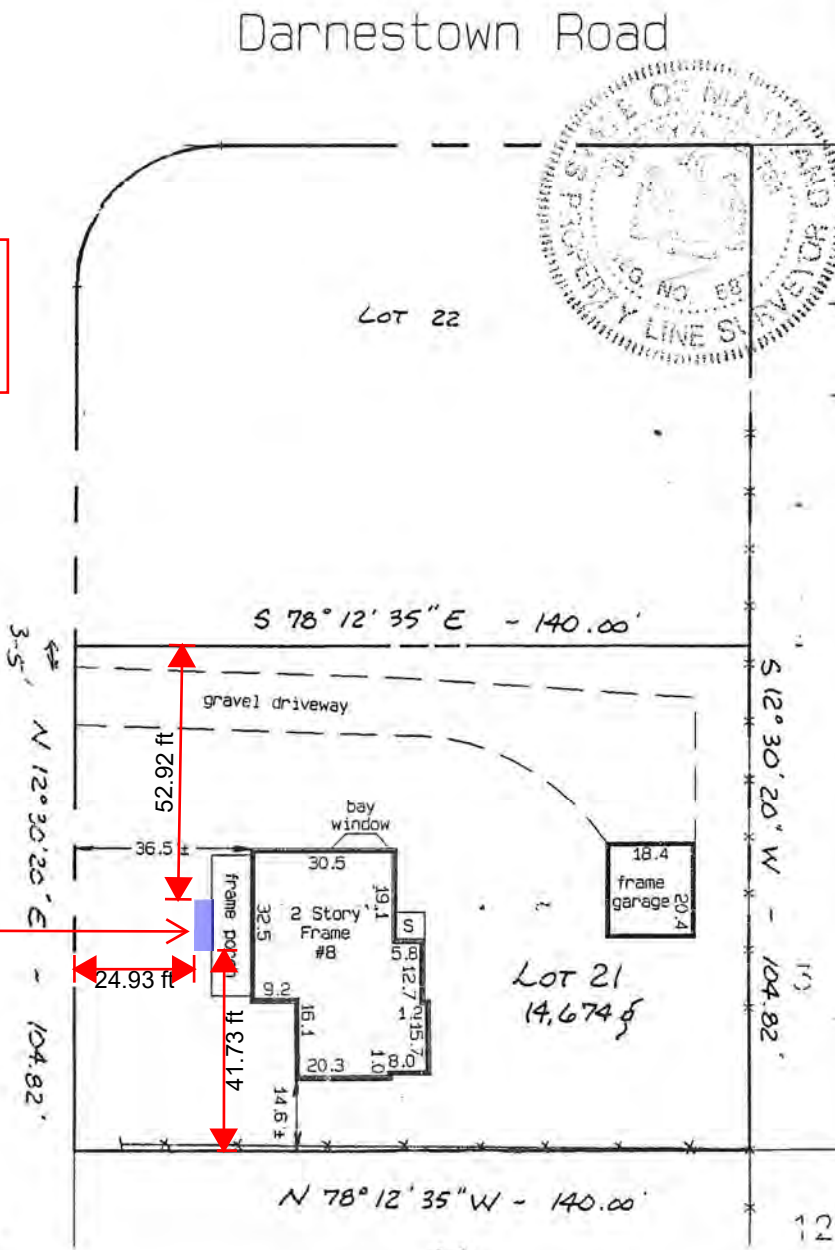 Darnestown Road
STATE OF MARYLAND
REG. NO. 58
PROPERTY LINE SURVEYOR
LOT 22
S 78° 12' 35" E - 140.00'
gravel driveway
3-5'
N 12° 30' 20" E - 104.82'
S 12° 30' 20" W - 104.82'
52.92 ft
bay
window
36.5 ±
30.5
18.4
frame
garage
20.4
frame porch
32.5
19.1
2 Story
Frame
#8
S
5.8
12.7
LOT 21
14,674
24.93 ft
9.2
16.1
15.7
41.73 ft
20.3
1.0
8.0
14.6 ±
N 78° 12' 35" W - 140.00'
12